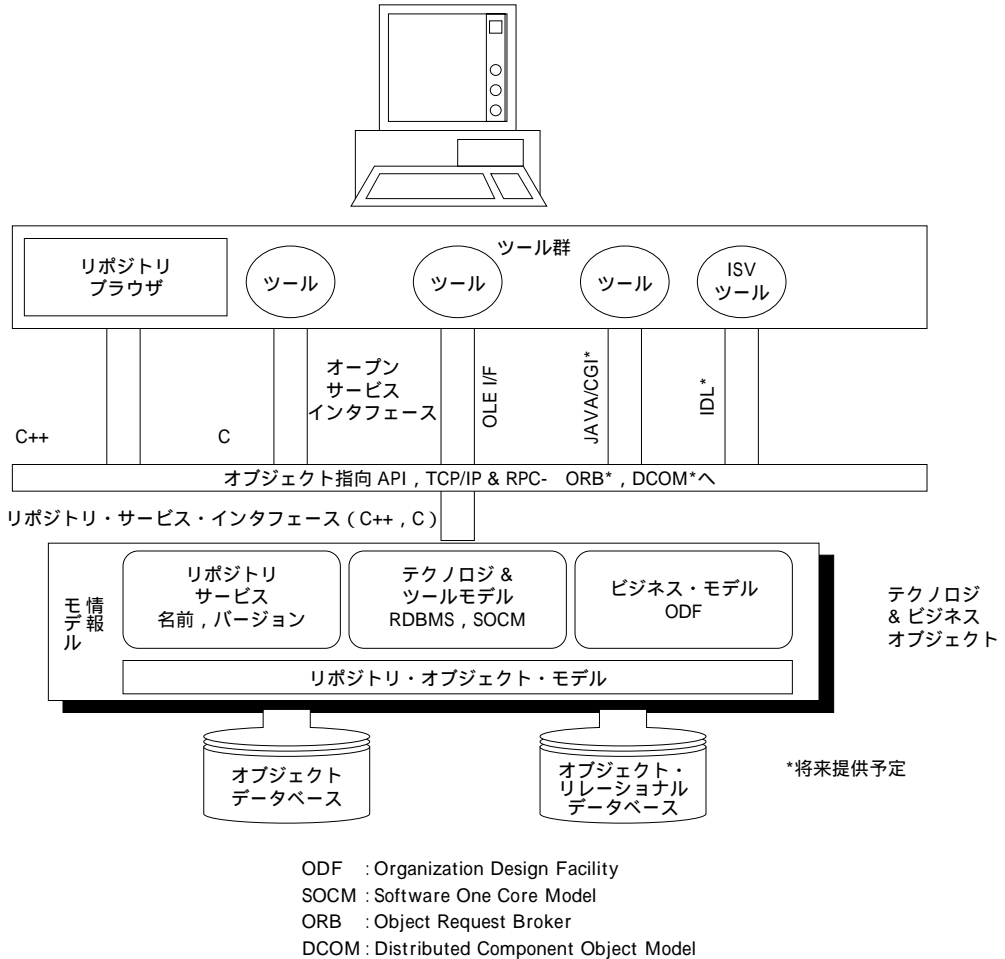 ツール群
リポジトリ
ブラウザ
ツール
ツール
ツール
ISV
ツール
オープン
サービス
インタフェース
C++
C
OLE I/F
JAVA/CGI*
IDL*
オブジェクト指向 API , TCP/IP & RPC- ORB* , DCOM*へ
リポジトリ・サービス・インタフェース ( C++ , C )
情報
モデル
リポジトリ
サービス
名前 , バージョン
テクノロジ &
ツールモデル
RDBMS , SOCM
ビジネス・モデル
ODF
テクノロジ
& ビジネス
オブジェクト
リポジトリ・オブジェクト・モデル
オブジェクト
データベース
オブジェクト・
リレーショナル
データベース
*将来提供予定
ODF : Organization Design Facility
SOCM : Software One Core Model
ORB : Object Request Broker
DCOM : Distributed Component Object Model